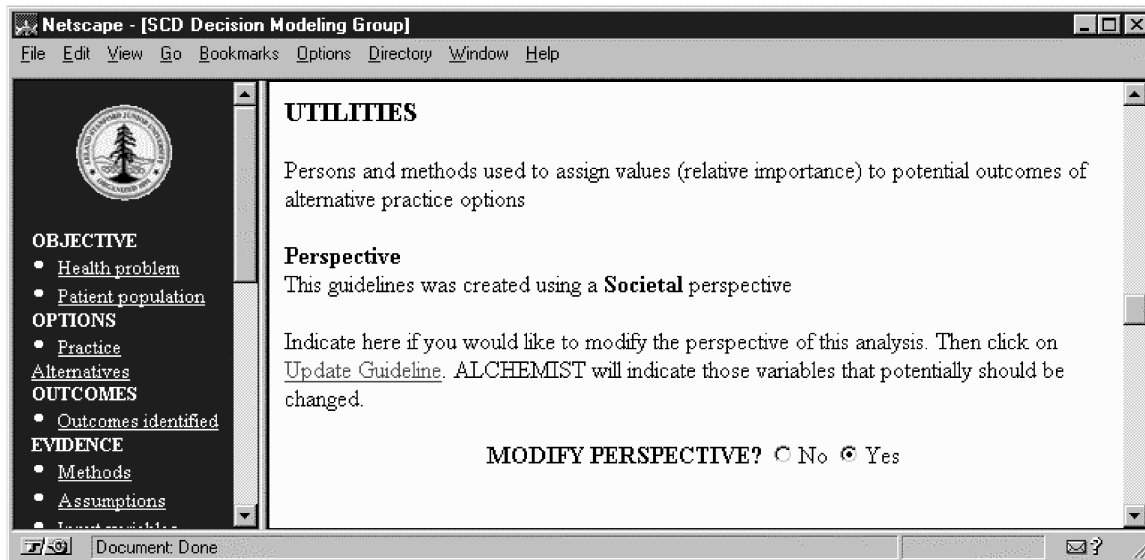 Netscape - [SCD Decision Modeling Group]
File Edit View Go Bookmarks Options Directory Window Help
OBJECTIVE
Health problem
Patient population
OPTIONS
Practice
Alternatives
OUTCOMES
Outcomes identified
EVIDENCE
Methods
Assumptions
UTILITIES
Persons and methods used to assign values (relative importance) to potential outcomes of
alternative practice options
Perspective
This guidelines was created using a Societal perspective
Indicate here if you would like to modify the perspective of this analysis. Then click on
Update Guideline. ALCHEMIST will indicate those variables that potentially should be
changed.
MODIFY PERSPECTIVE? No Yes
Document: Done
?